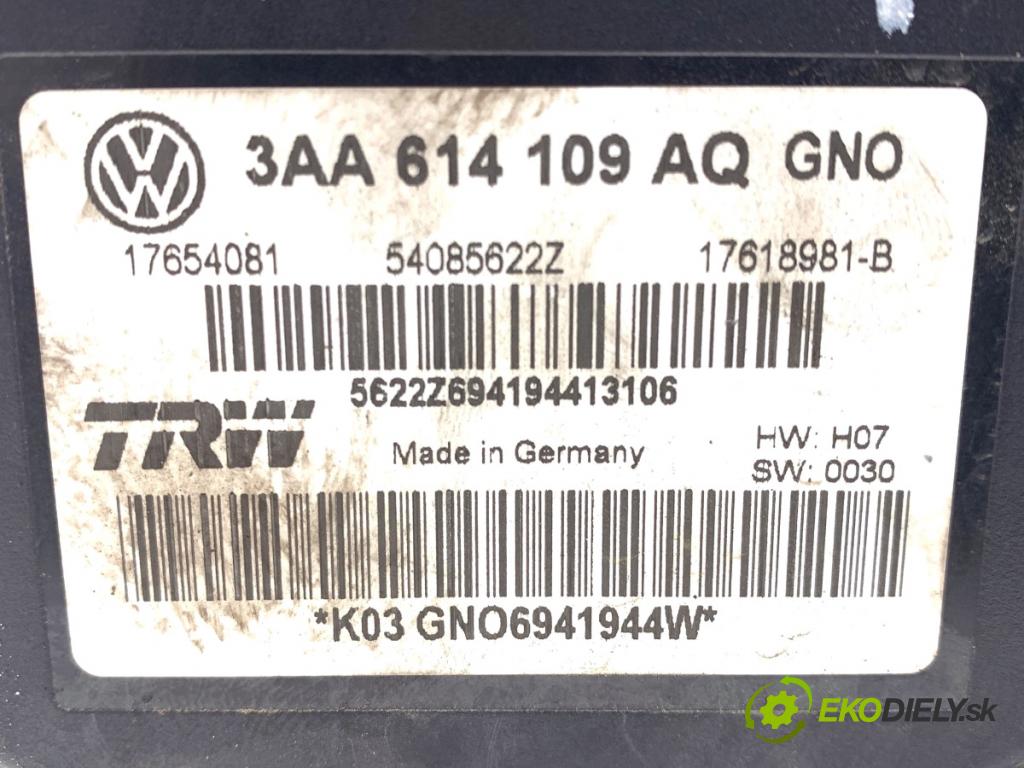 3AA 614 109 AQ GNO
17654081 54085622Z 17618981-B
5622Z694194413106
TRW
Made in Germany
HW: H07
SW: 0030
*K03 GNO6941944W*
EKODIELY.sk